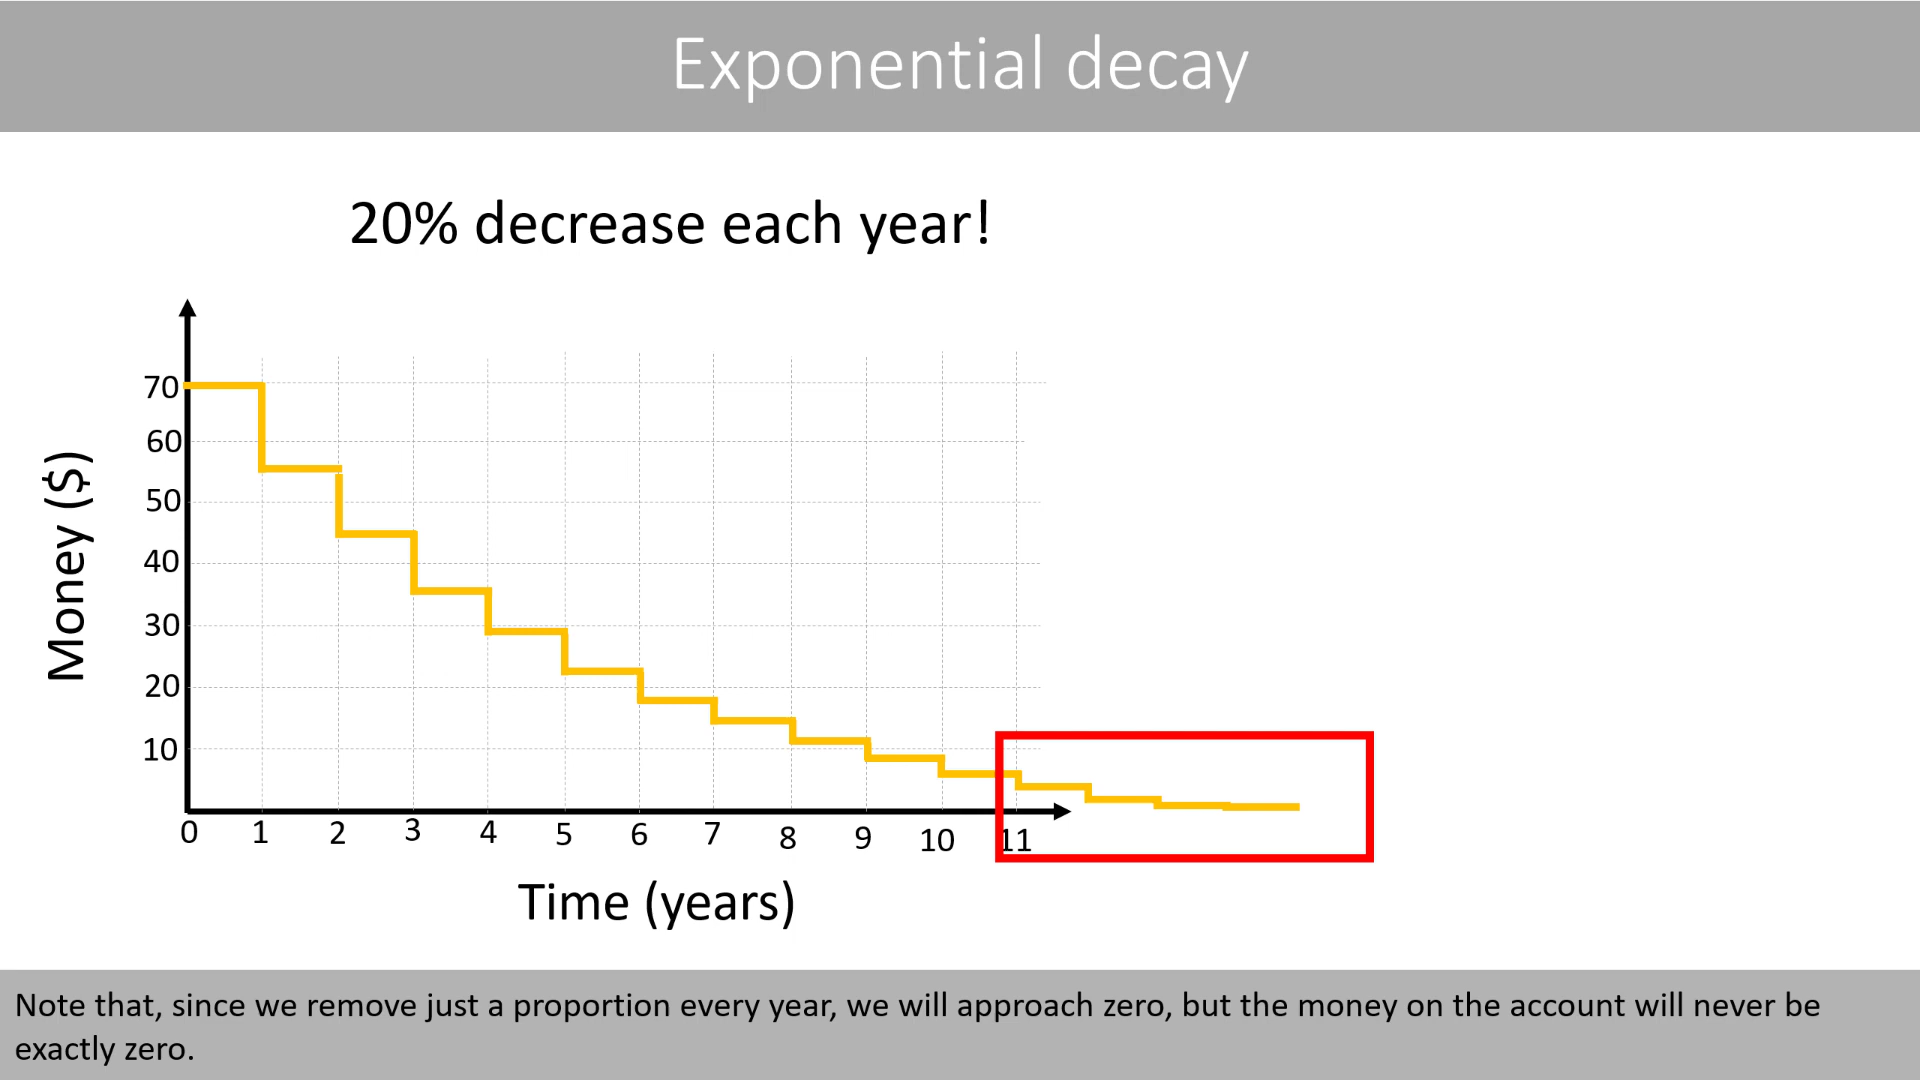 Exponential decay
20% decrease each year!
70
60
50
40
30
20
10
Money ($)
0 1 2 3 4 5 6 7 8 9 10 11
Time (years)
Note that, since we remove just a proportion every year, we will approach zero, but the money on the account will never be
exactly zero.